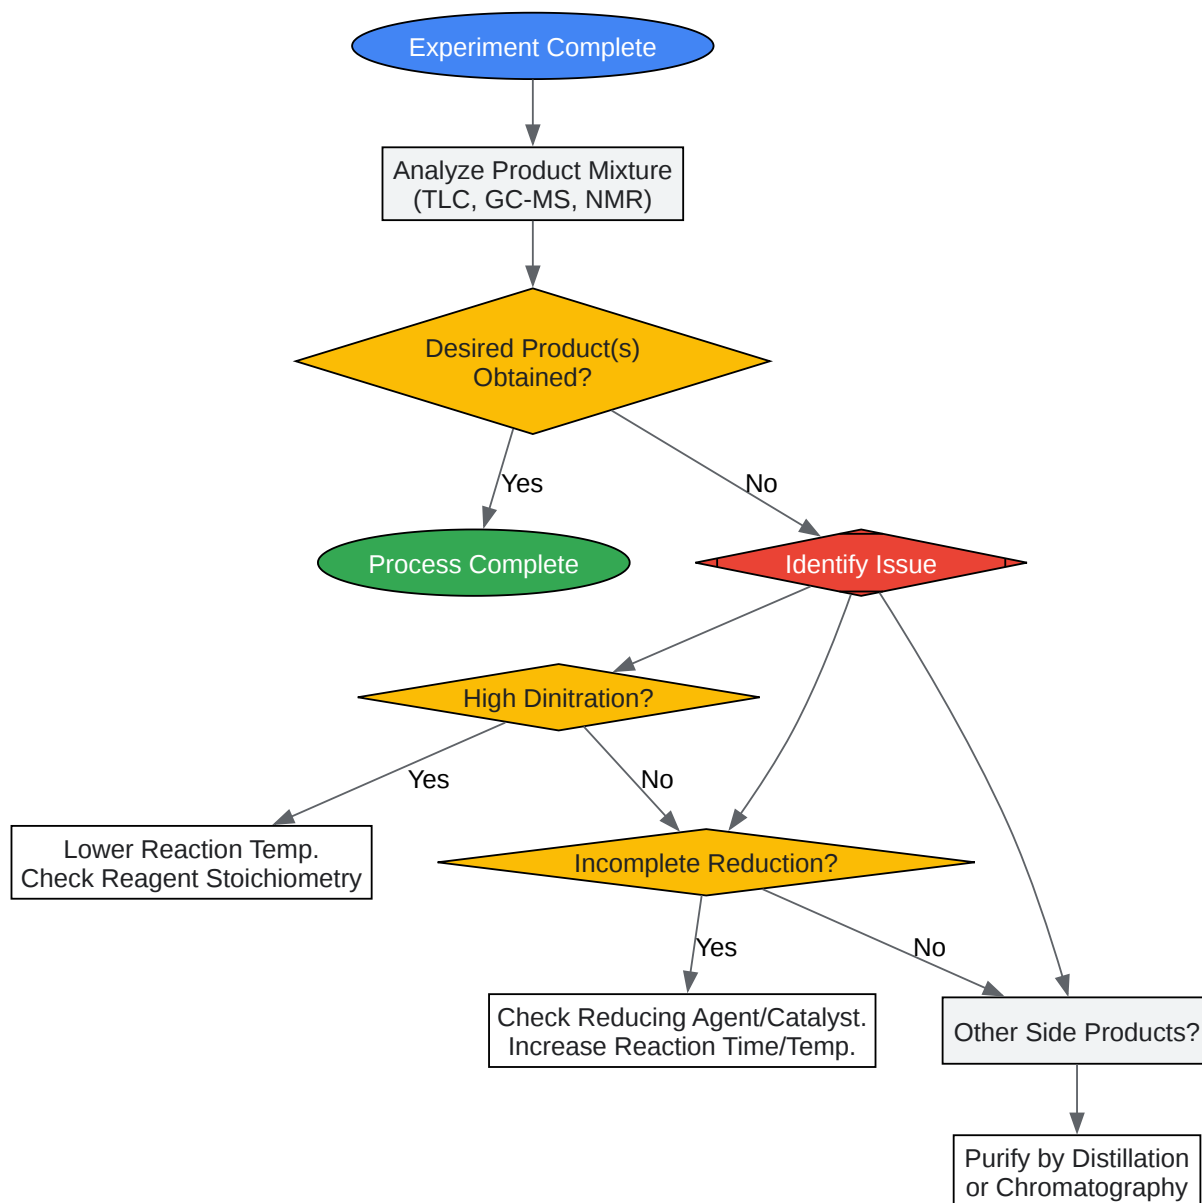 Experiment Complete
Analyze Product Mixture
(TLC, GC-MS, NMR)
Desired Product(s)
Obtained?
Yes
No
Process Complete
Identify Issue
High Dinitration?
Yes
No
Lower Reaction Temp.
Check Reagent Stoichiometry
Incomplete Reduction?
Yes
No
Check Reducing Agent/Catalyst.
Increase Reaction Time/Temp.
Other Side Products?
Purify by Distillation
or Chromatography